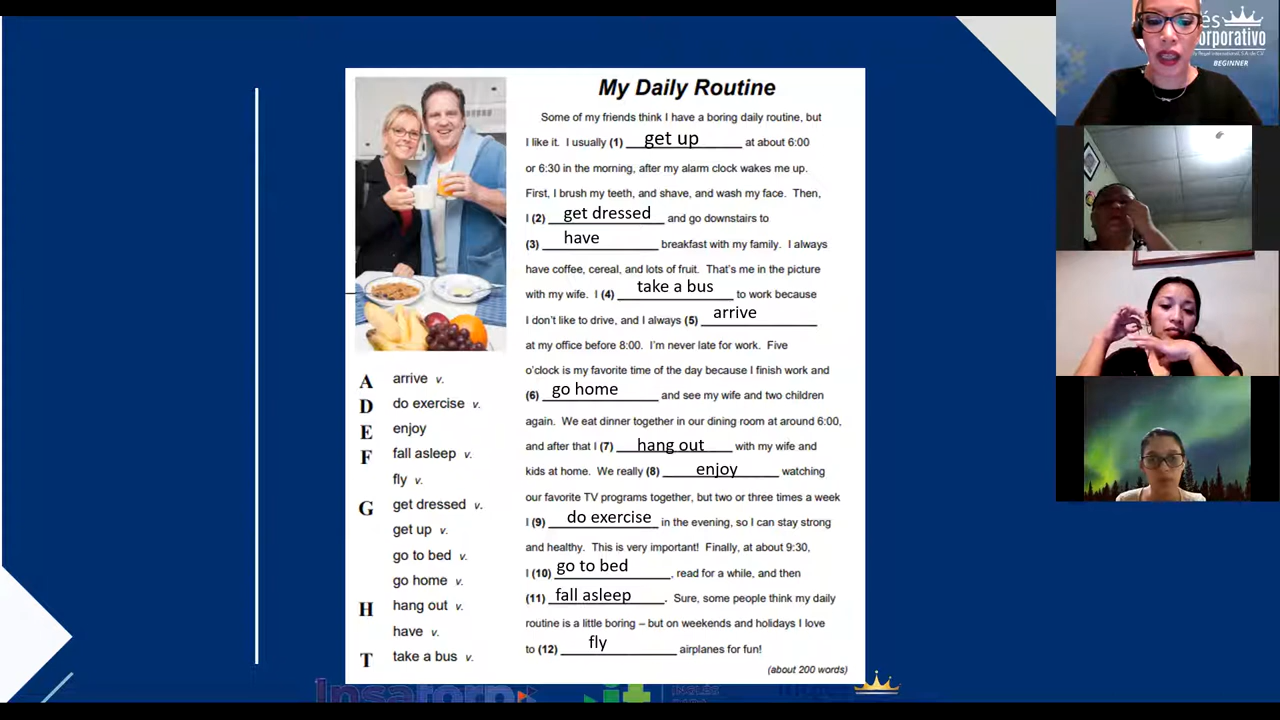 My Daily Routine
Some of my friends think I have a boring daily routine, but
I like it. I usually (1) get up at about 6:00
or 6:30 in the morning, after my alarm clock wakes me up.
First, I brush my teeth, and shave, and wash my face. Then,
I (2) get dressed and go downstairs to
(3) have breakfast with my family. I always
have coffee, cereal, and lots of fruit. That's me in the picture
with my wife. I (4) take a bus to work because
I don't like to drive, and I always (5) arrive
at my office before 8:00. I'm never late for work. Five
o'clock is my favorite time of the day because I finish work and
(6) go home and see my wife and two children
again. We eat dinner together in our dining room at around 6:00,
and after that I (7) hang out with my wife and
kids at home. We really (8) enjoy watching
our favorite TV programs together, but two or three times a week
I (9) do exercise in the evening, so I can stay strong
and healthy. This is very important! Finally, at about 9:30,
I (10) go to bed, read for a while, and then
(11) fall asleep. Sure, some people think my daily
routine is a little boring – but on weekends and holidays I love
to (12) fly airplanes for fun!
(about 200 words)
A arrive v.
D do exercise v.
E enjoy
F fall asleep v.
fly v.
G get dressed v.
get up v.
go to bed v.
go home v.
H hang out v.
have v.
T take a bus v.
BEGINNER